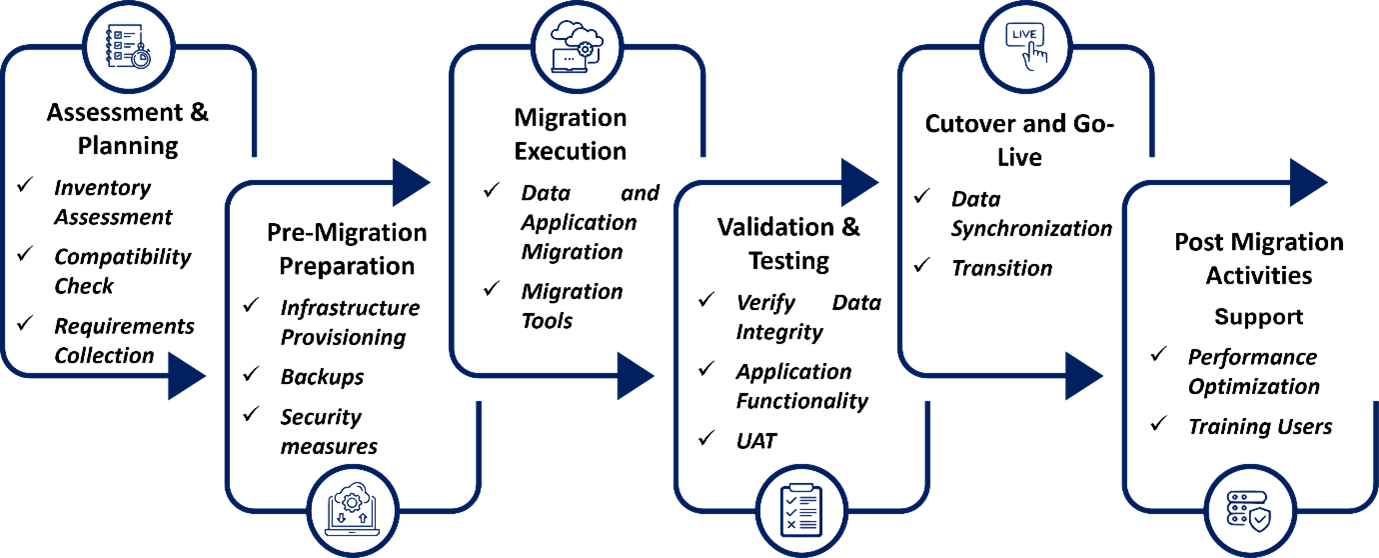 Assessment &
Planning
✓ Inventory
Assessment
✓ Compatibility
Check
✓ Requirements
Collection
Pre-Migration
Preparation
✓ Infrastructure
Provisioning
✓ Backups
✓ Security
measures
Migration
Execution
✓ Data and
Application
Migration
✓ Migration
Tools
Validation &
Testing
✓ Verify Data
Integrity
✓ Application
Functionality
✓ UAT
LIVE
Cutover and Go-
Live
✓ Data
Synchronization
✓ Transition
Post Migration
Activities
Support
✓ Performance
Optimization
✓ Training Users